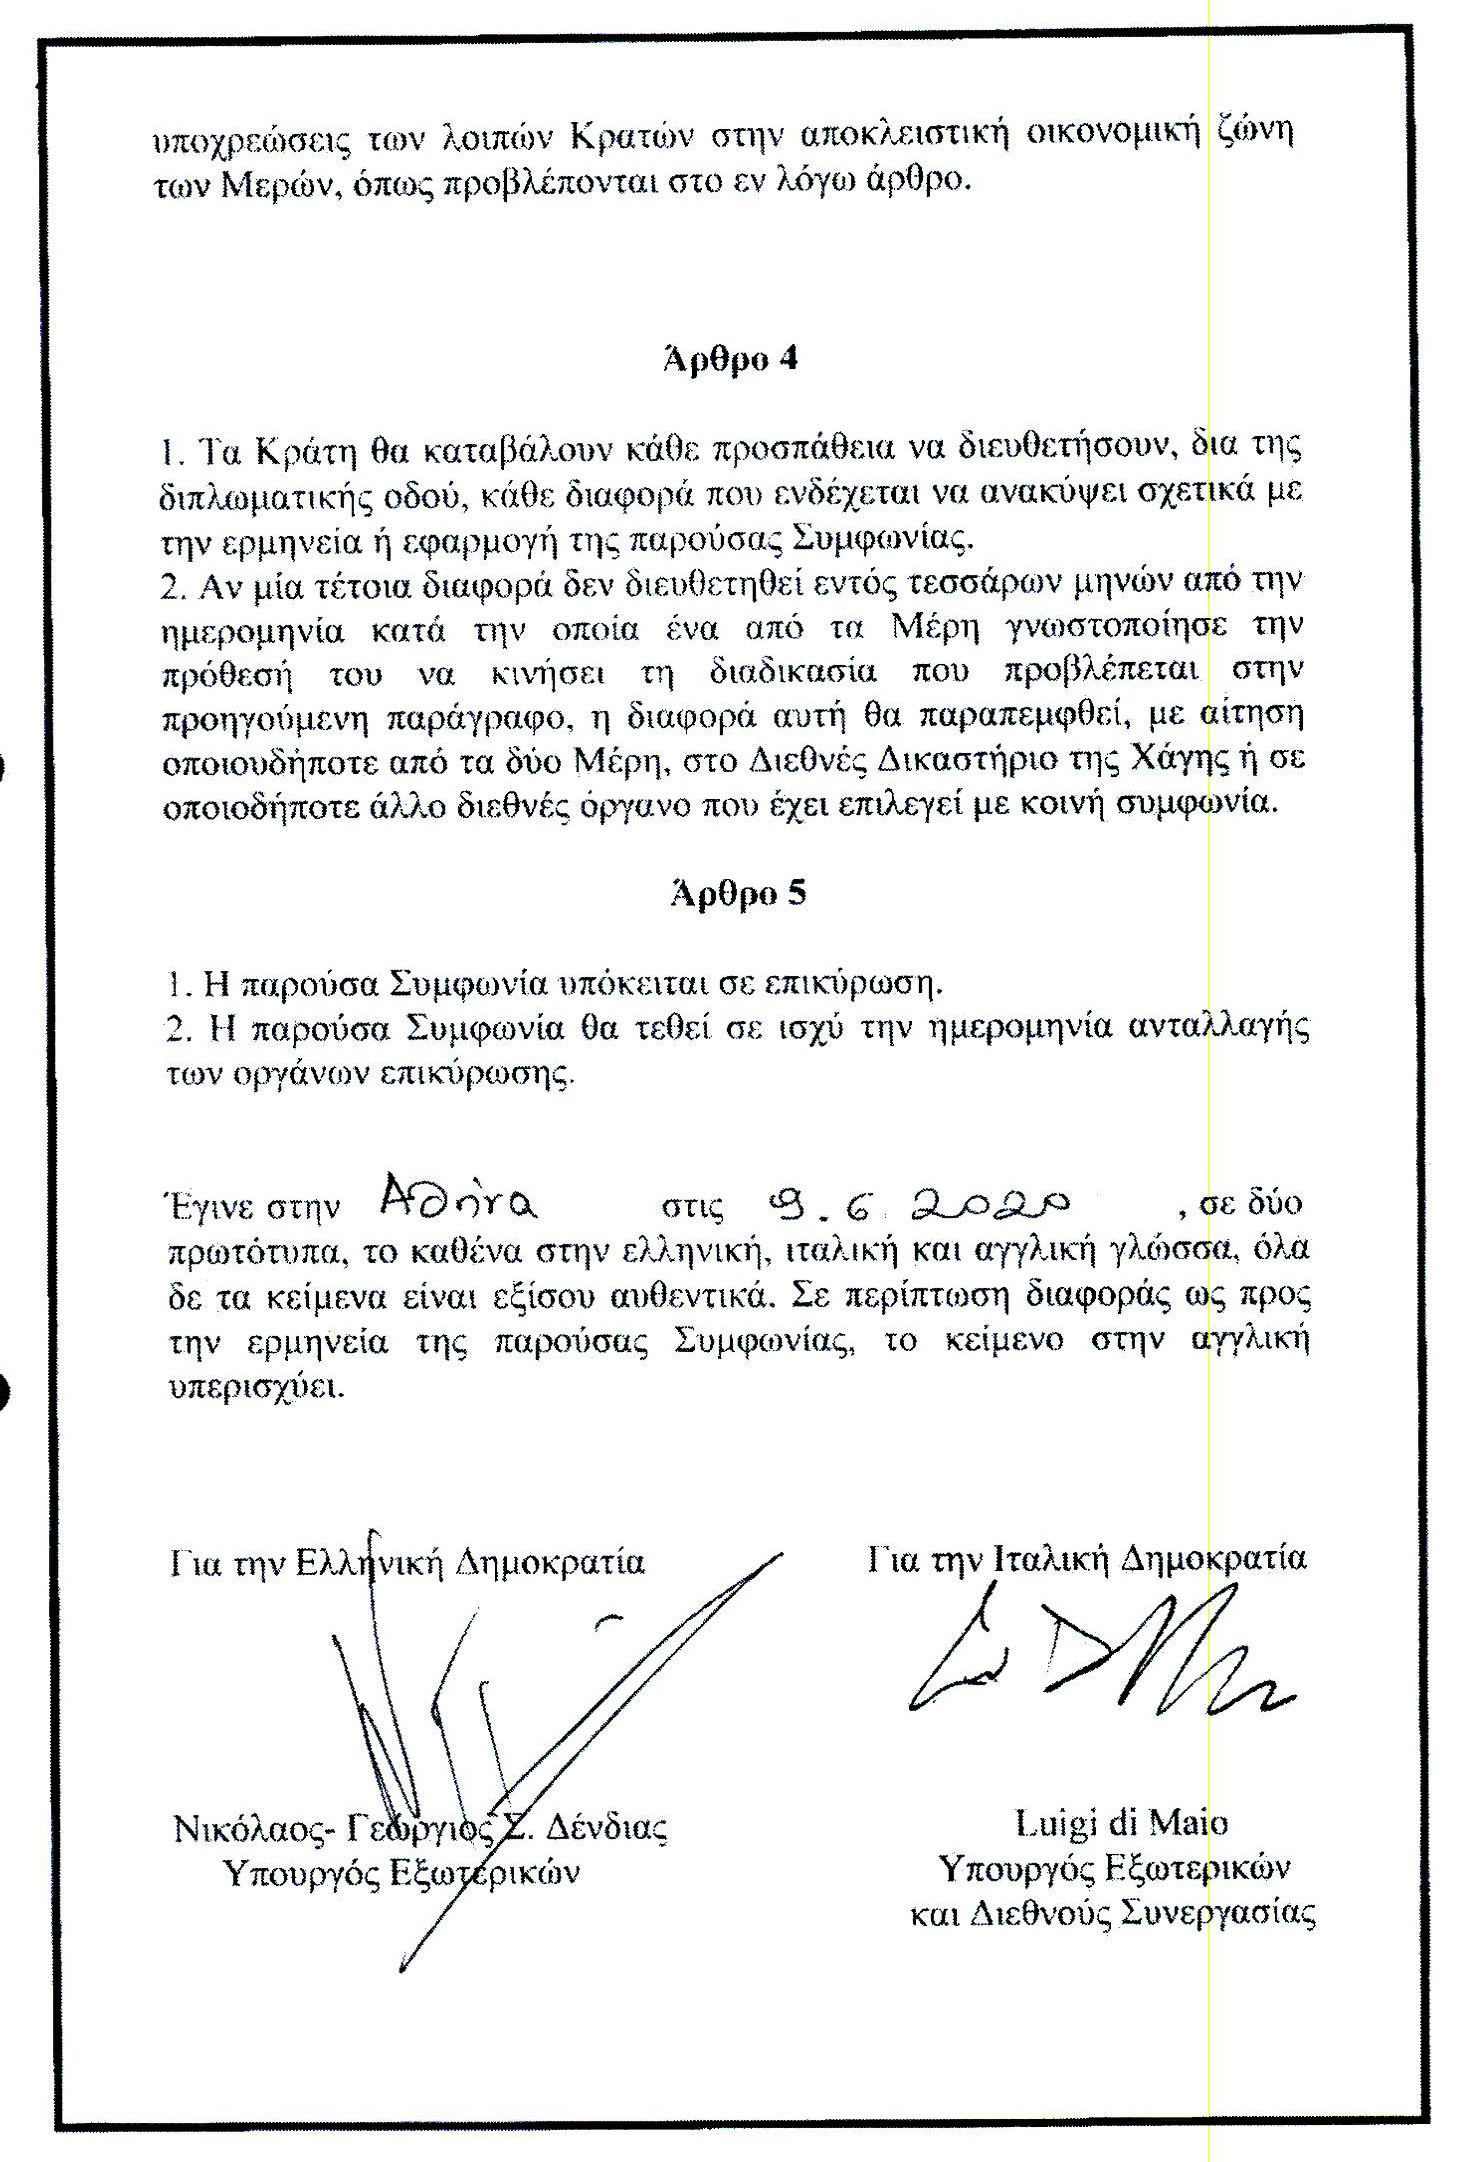 υποχρεώσεις των λοιπών Κρατών στην αποκλειστική οικονομική ζώνη
των Μερών, όπως προβλέπονται στο εν λόγω άρθρο.
Άρθρο 4
1. Τα Κράτη θα καταβάλουν κάθε προσπάθεια να διευθετήσουν, δια της
διπλωματικής οδού, κάθε διαφορά που ενδέχεται να ανακύψει σχετικά με
την ερμηνεία ή εφαρμογή της παρούσας Συμφωνίας.
2. Αν μία τέτοια διαφορά δεν διευθετηθεί εντός τεσσάρων μηνών από την
ημερομηνία κατά την οποία ένα από τα Μέρη γνωστοποίησε την
πρόθεσή του να κινήσει τη διαδικασία που προβλέπεται στην
προηγούμενη παράγραφο, η διαφορά αυτή θα παραπεμφθεί, με αίτηση
οποιουδήποτε από τα δύο Μέρη, στο Διεθνές Δικαστήριο της Χάγης ή σε
οποιοδήποτε άλλο διεθνές όργανο που έχει επιλεγεί με κοινή συμφωνία.
Άρθρο 5
1. Η παρούσα Συμφωνία υπόκειται σε επικύρωση.
2. Η παρούσα Συμφωνία θα τεθεί σε ισχύ την ημερομηνία ανταλλαγής
των οργάνων επικύρωσης.
Έγινε στην Αθήνα στις 9.6.2020 , σε δύο
πρωτότυπα, το καθένα στην ελληνική, ιταλική και αγγλική γλώσσα, όλα
δε τα κείμενα είναι εξίσου αυθεντικά. Σε περίπτωση διαφοράς ως προς
την ερμηνεία της παρούσας Συμφωνίας, το κείμενο στην αγγλική
υπερισχύει.
Για την Ελληνική Δημοκρατία Για την Ιταλική Δημοκρατία
Νικόλαος- Γεώργιος Σ. Δένδιας Luigi di Maio
Υπουργός Εξωτερικών Υπουργός Εξωτερικών
και Διεθνούς Συνεργασίας